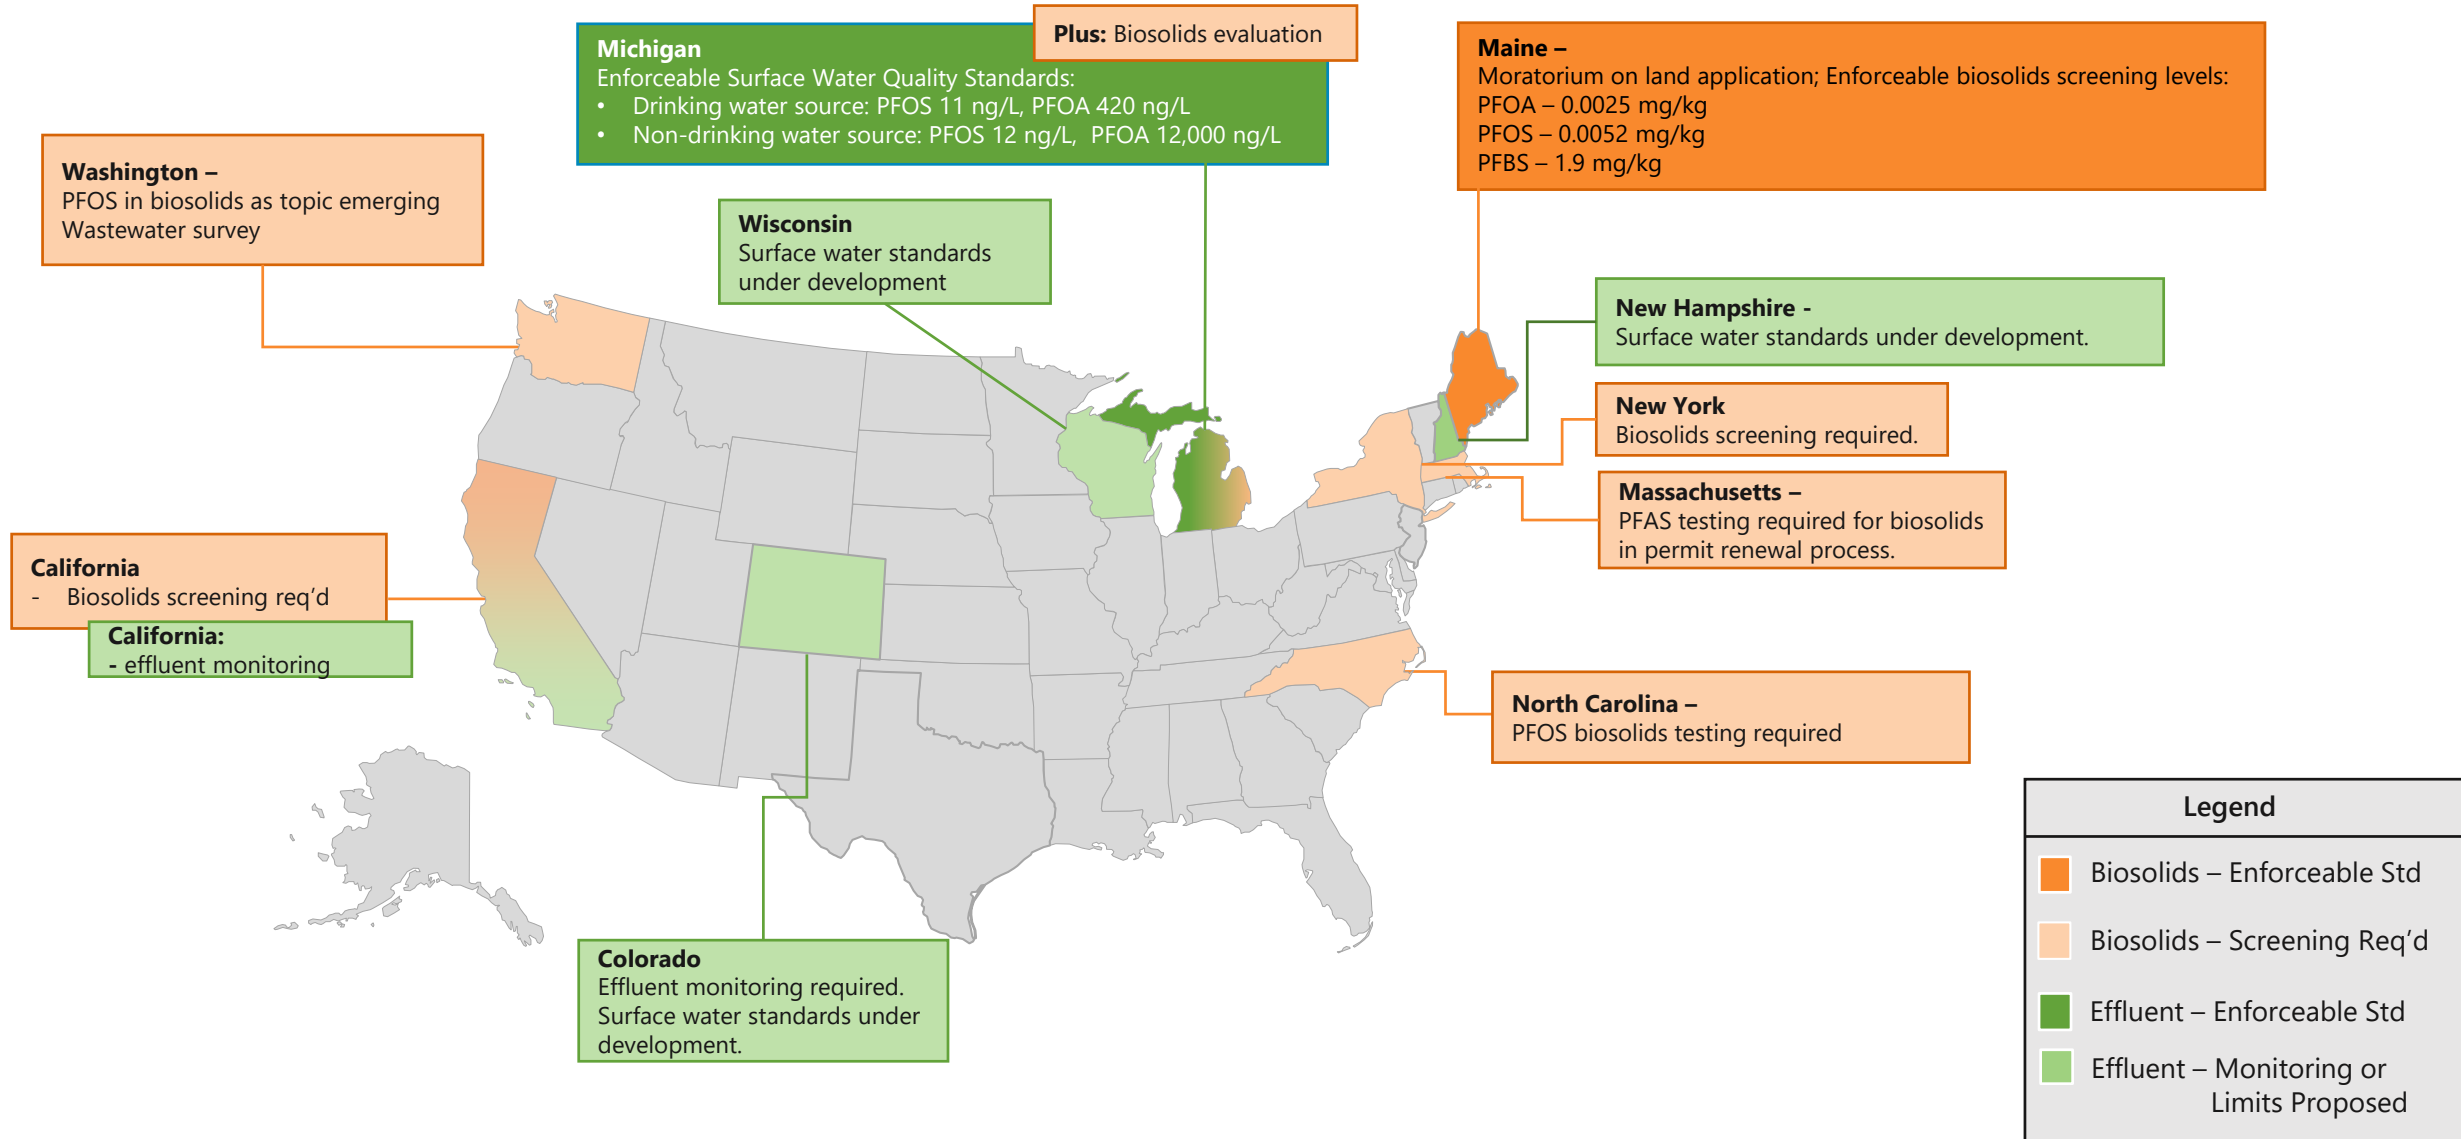 Plus: Biosolids evaluation
Michigan
Enforceable Surface Water Quality Standards:
• Drinking water source: PFOS 11 ng/L, PFOA 420 ng/L
• Non-drinking water source: PFOS 12 ng/L, PFOA 12,000 ng/L
Maine –
Moratorium on land application; Enforceable biosolids screening levels:
PFOA – 0.0025 mg/kg
PFOS – 0.0052 mg/kg
PFBS – 1.9 mg/kg
Washington –
PFOS in biosolids as topic emerging
Wastewater survey
Wisconsin
Surface water standards
under development
New Hampshire -
Surface water standards under development.
New York
Biosolids screening required.
Massachusetts –
PFAS testing required for biosolids
in permit renewal process.
California
- Biosolids screening req'd
California:
- effluent monitoring
North Carolina –
PFOS biosolids testing required
Colorado
Effluent monitoring required.
Surface water standards under
development.
Legend
Biosolids – Enforceable Std
Biosolids – Screening Req'd
Effluent – Enforceable Std
Effluent – Monitoring or
Limits Proposed